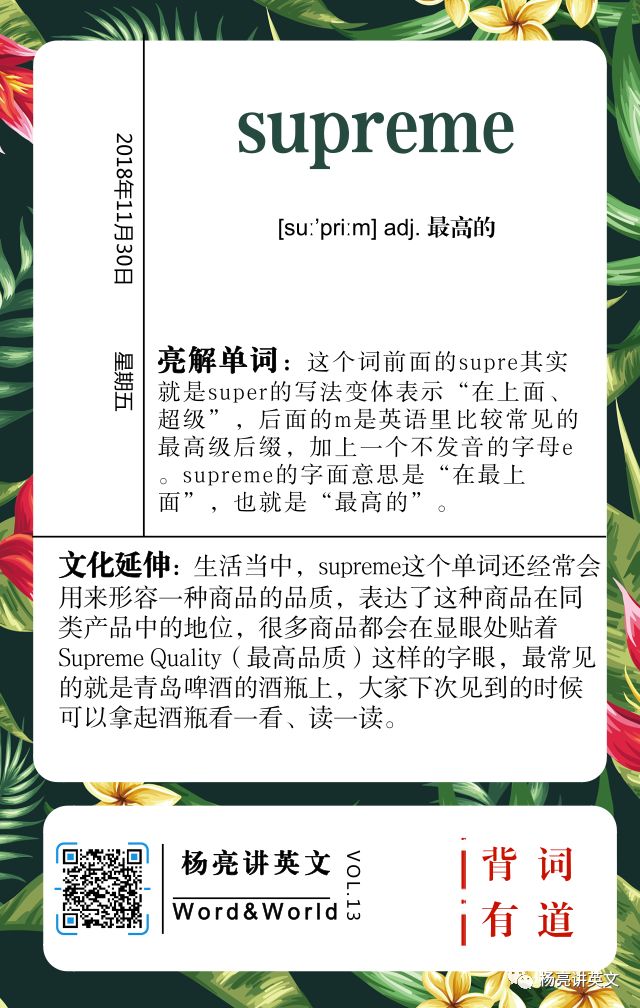 supreme
[suː’priːm] adj. 最高的
2018年11月30日
星期五
亮解单词：这个词前面的supre其实
就是super的写法变体表示“在上面、
超级”，后面的m是英语里比较常见的
最高级后缀，加上一个不发音的字母e
。supreme的字面意思是“在最上
面”，也就是“最高的”。
文化延伸：生活当中，supreme这个单词还经常会
用来形容一种商品的品质，表达了这种商品在同
类产品中的地位，很多商品都会在显眼处贴着
Supreme Quality（最高品质）这样的字眼，最常见
的就是青岛啤酒的酒瓶上，大家下次见到的时候
可以拿起酒瓶看一看、读一读。
杨亮讲英文
Word&World
VOL.13
背词
有道
杨亮讲英文